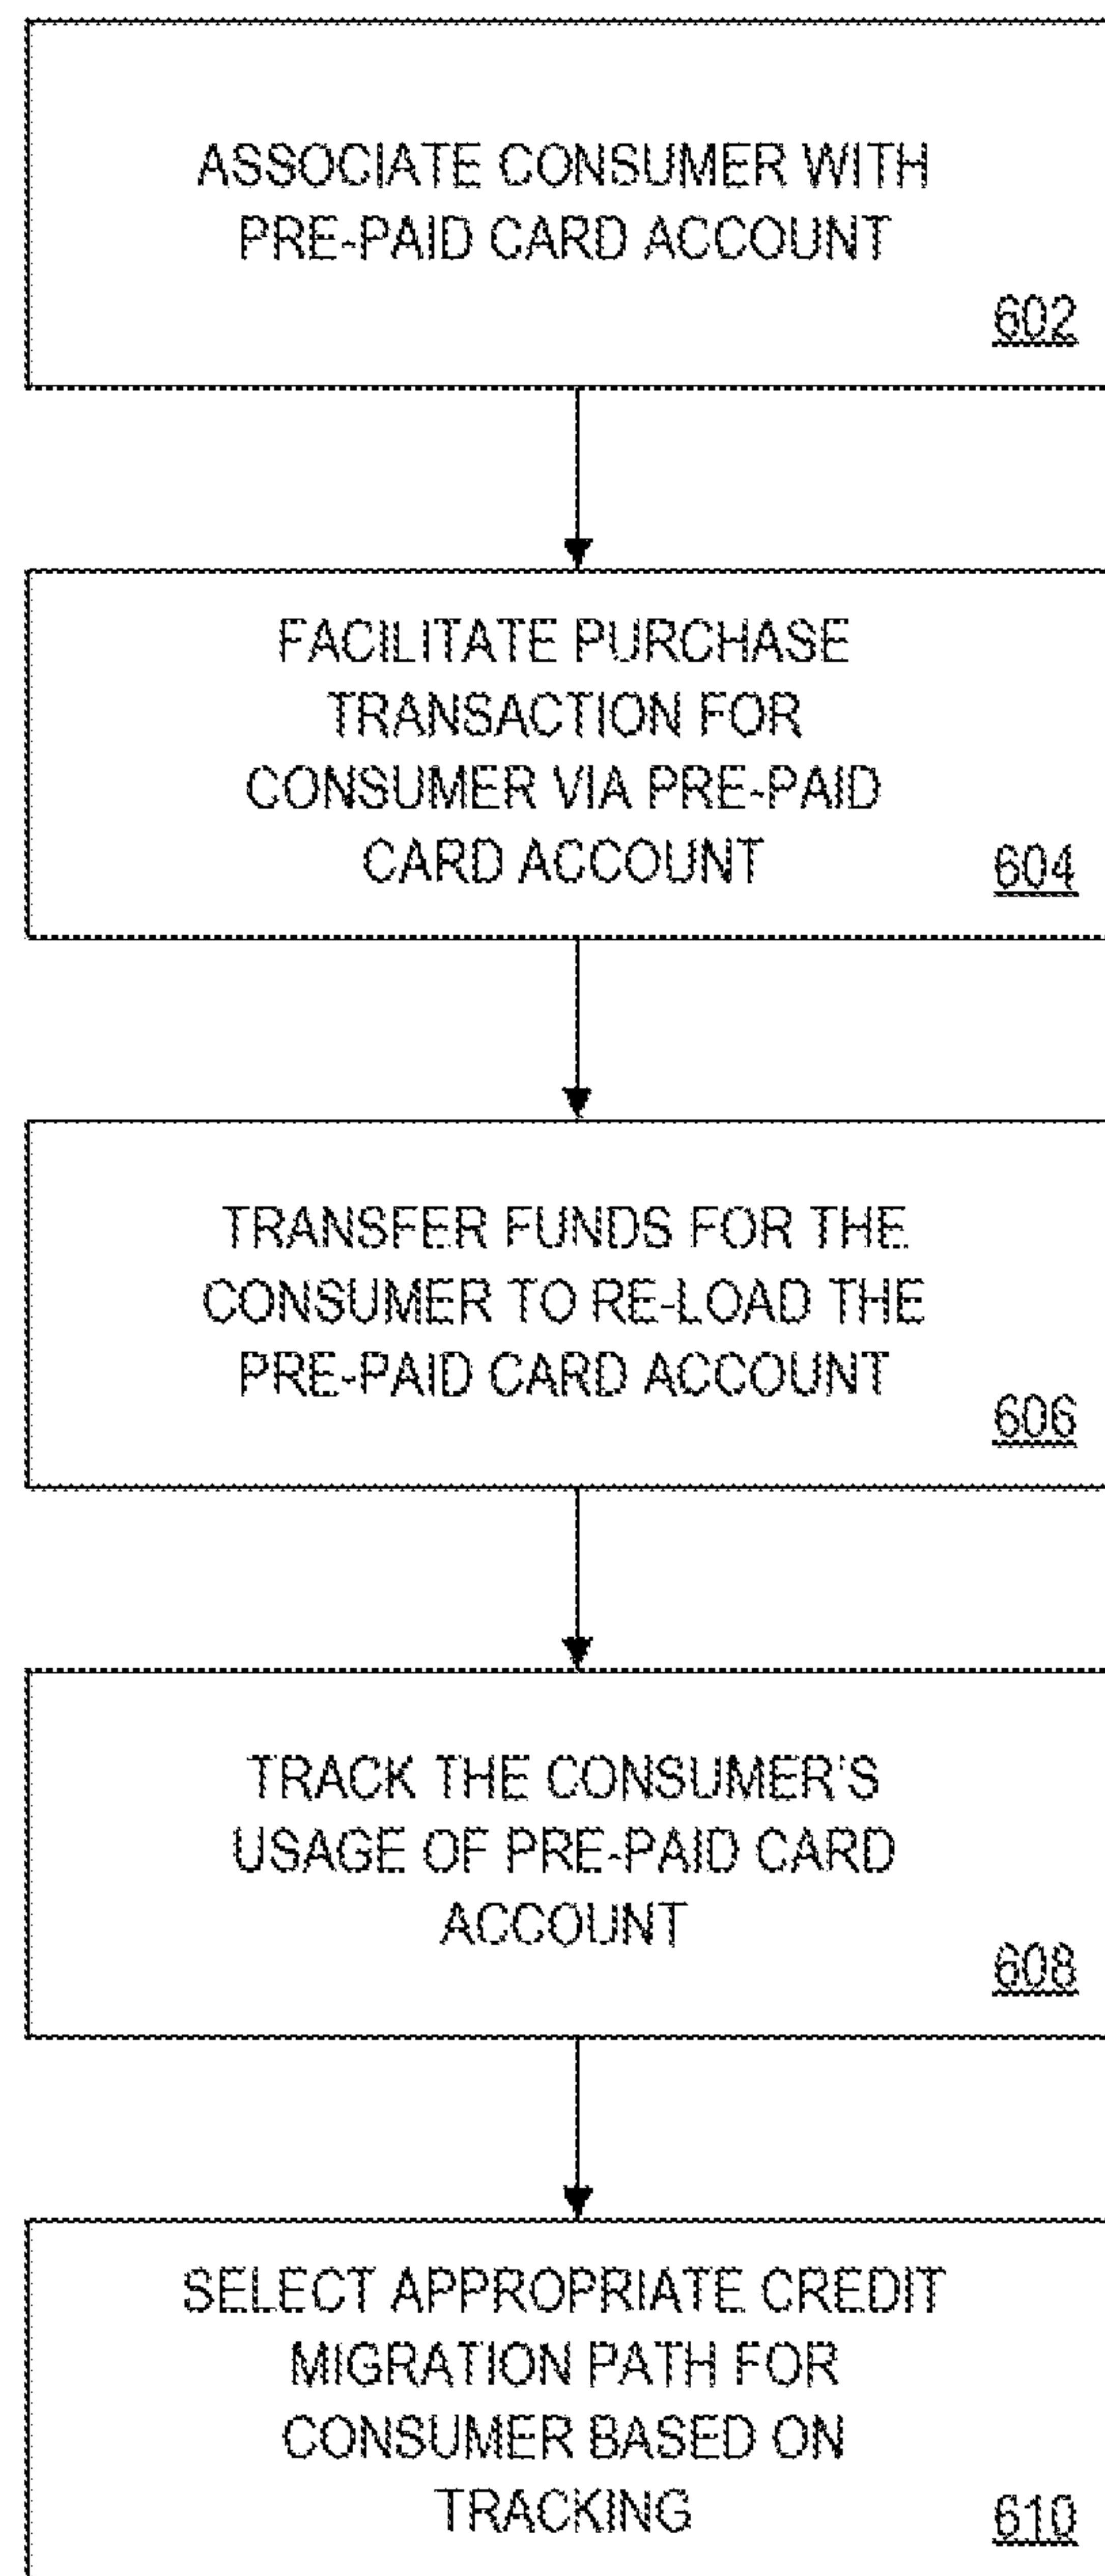 ASSOCIATE CONSUMER WITH
PRE-PAID CARD ACCOUNT
602
FACILITATE PURCHASE
TRANSACTION FOR
CONSUMER VIA PRE-PAID
CARD ACCOUNT
604
TRANSFER FUNDS FOR THE
CONSUMER TO RE-LOAD THE
PRE-PAID CARD ACCOUNT
606
TRACK THE CONSUMER'S
USAGE OF PRE-PAID CARD
ACCOUNT
608
SELECT APPROPRIATE CREDIT
MIGRATION PATH FOR
CONSUMER BASED ON
TRACKING
610